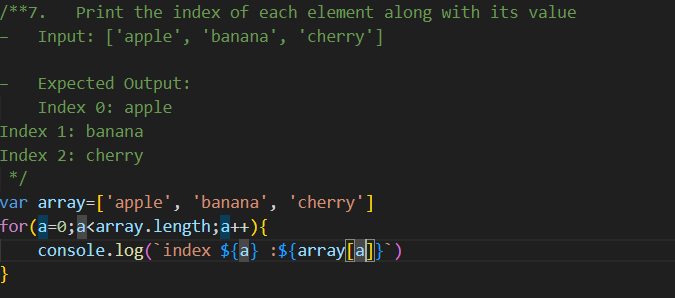 /**7.   Print the index of each element along with its value
–   Input: ['apple', 'banana', 'cherry']
–   Expected Output:
    Index 0: apple
Index 1: banana
Index 2: cherry
 */
var array=['apple', 'banana', 'cherry']
for(a=0;a<array.length;a++){
    console.log(`index ${a} :${array[a]}`)
}